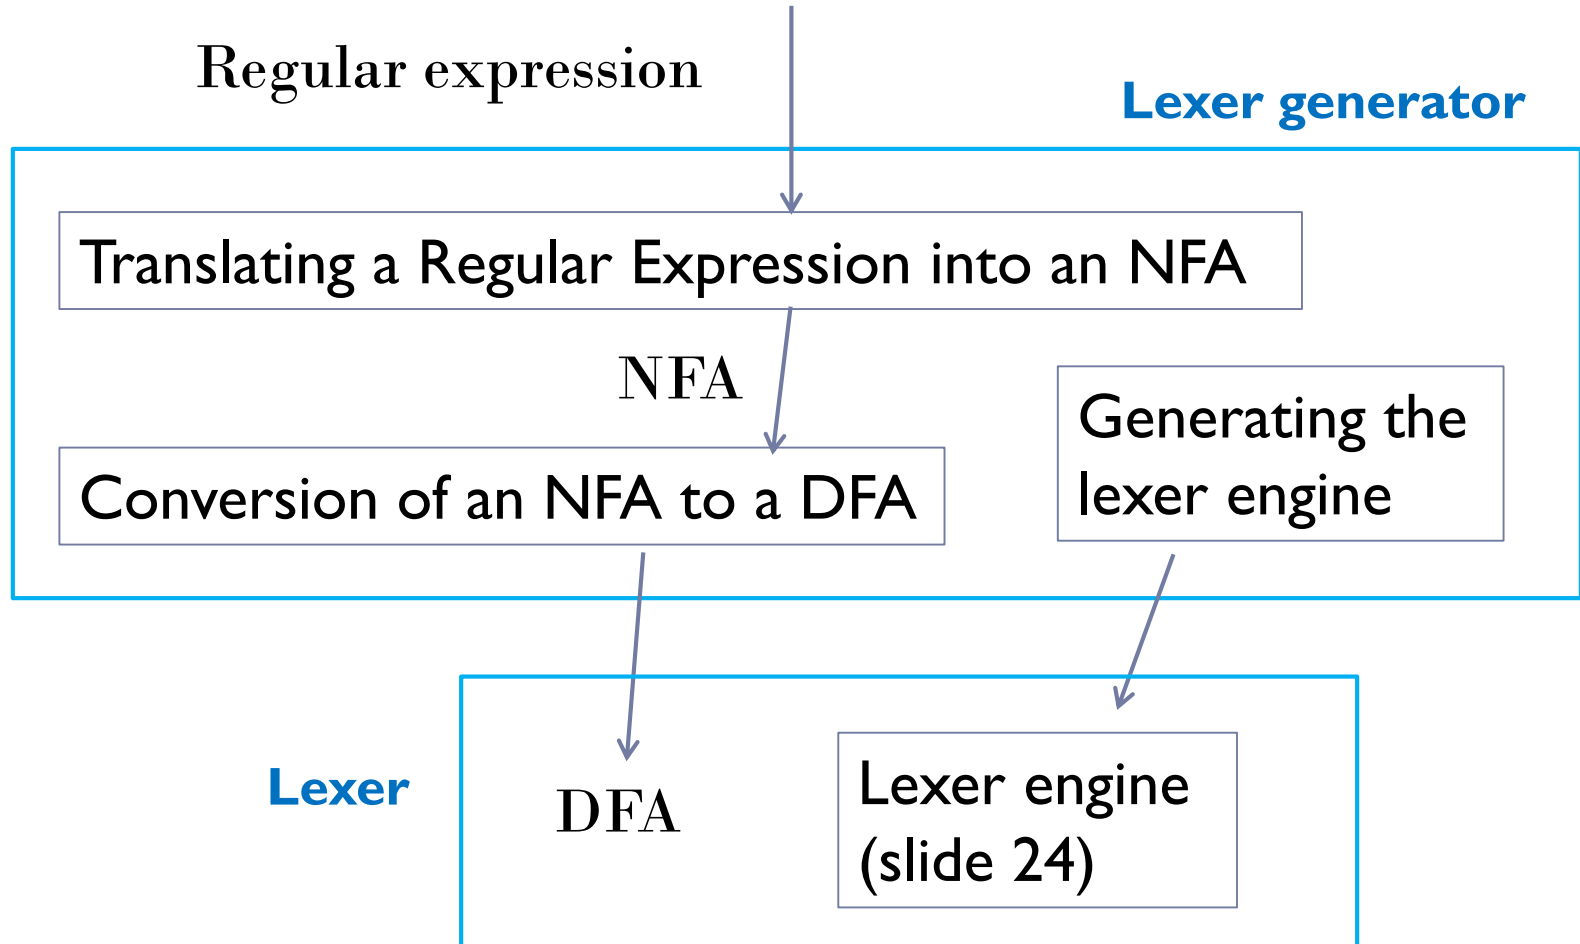 Regular expression
Lexer generator
Translating a Regular Expression into an NFA
NFA
Generating the
lexer engine
Conversion of an NFA to a DFA
Lexer
DFA
Lexer engine
(slide 24)